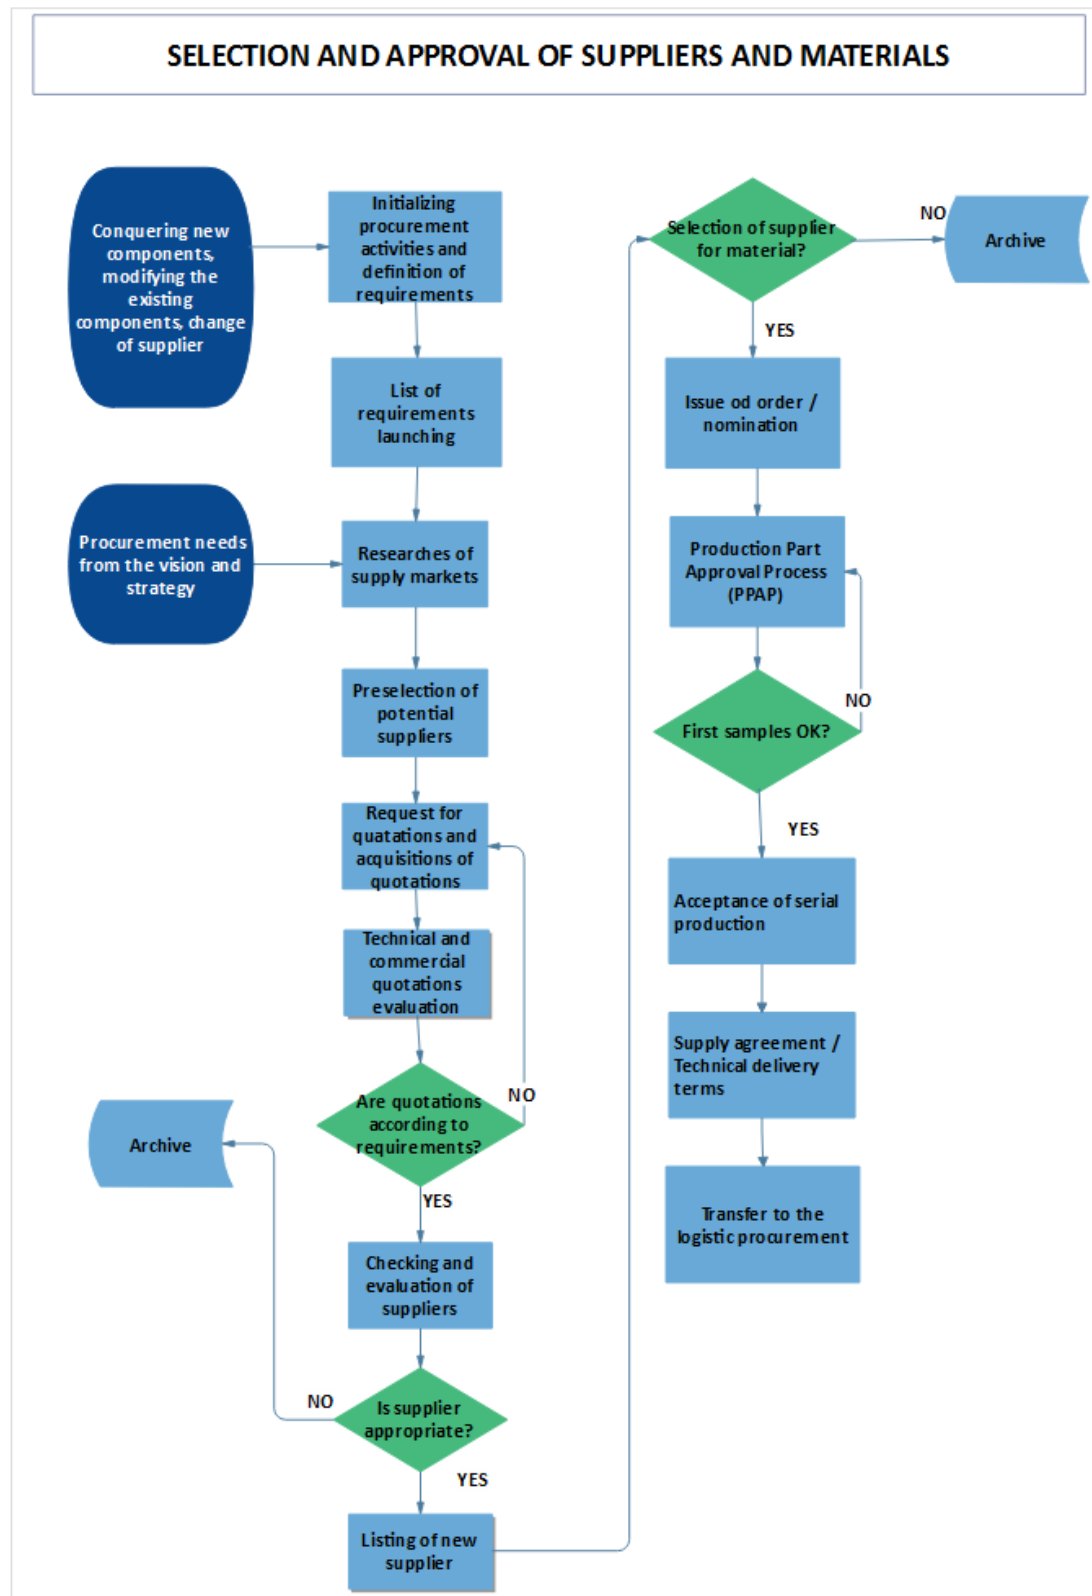 SELECTION AND APPROVAL OF SUPPLIERS AND MATERIALS
Conquering new
components,
modifying the
existing
components, change
of supplier
Initializing
procurement
activities and
definition of
requirements
List of
requirements
launching
Procurement needs
from the vision and
strategy
Researches of
supply markets
Preselection of
potential
suppliers
Request for
quatations and
acquisitions of
quotations
Technical and
commercial
quotations
evaluation
Are quotations
according to
requirements?
NO
YES
Archive
Checking and
evaluation of
suppliers
Is supplier
appropriate?
NO
YES
Listing of new
supplier
Selection of supplier
for material?
NO
Archive
YES
Issue od order /
nomination
Production Part
Approval Process
(PPAP)
First samples OK?
NO
YES
Acceptance of serial
production
Supply agreement /
Technical delivery
terms
Transfer to the
logistic procurement